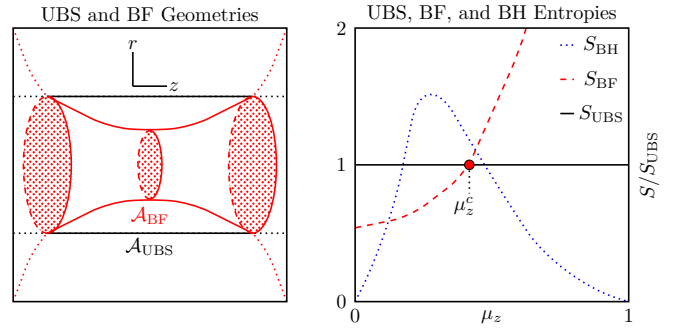 UBS and BF Geometries
r
z
𝒜_BF
𝒜_UBS
UBS, BF, and BH Entropies
2
S_BH
S_BF
S_UBS
1
S/S_UBS
μ_z^c
0
0
μ_z
1